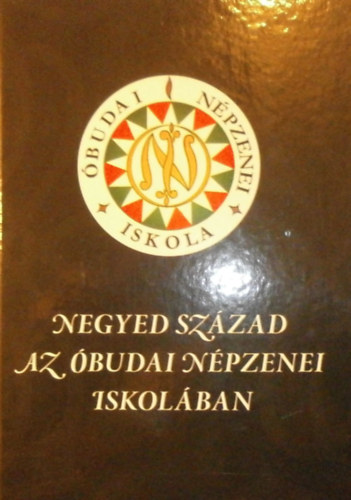 ÓBUDAI NÉPZENEI
ISKOLA
NEGYED SZÁZAD
AZ ÓBUDAI NÉPZENEI
ISKOLÁBAN